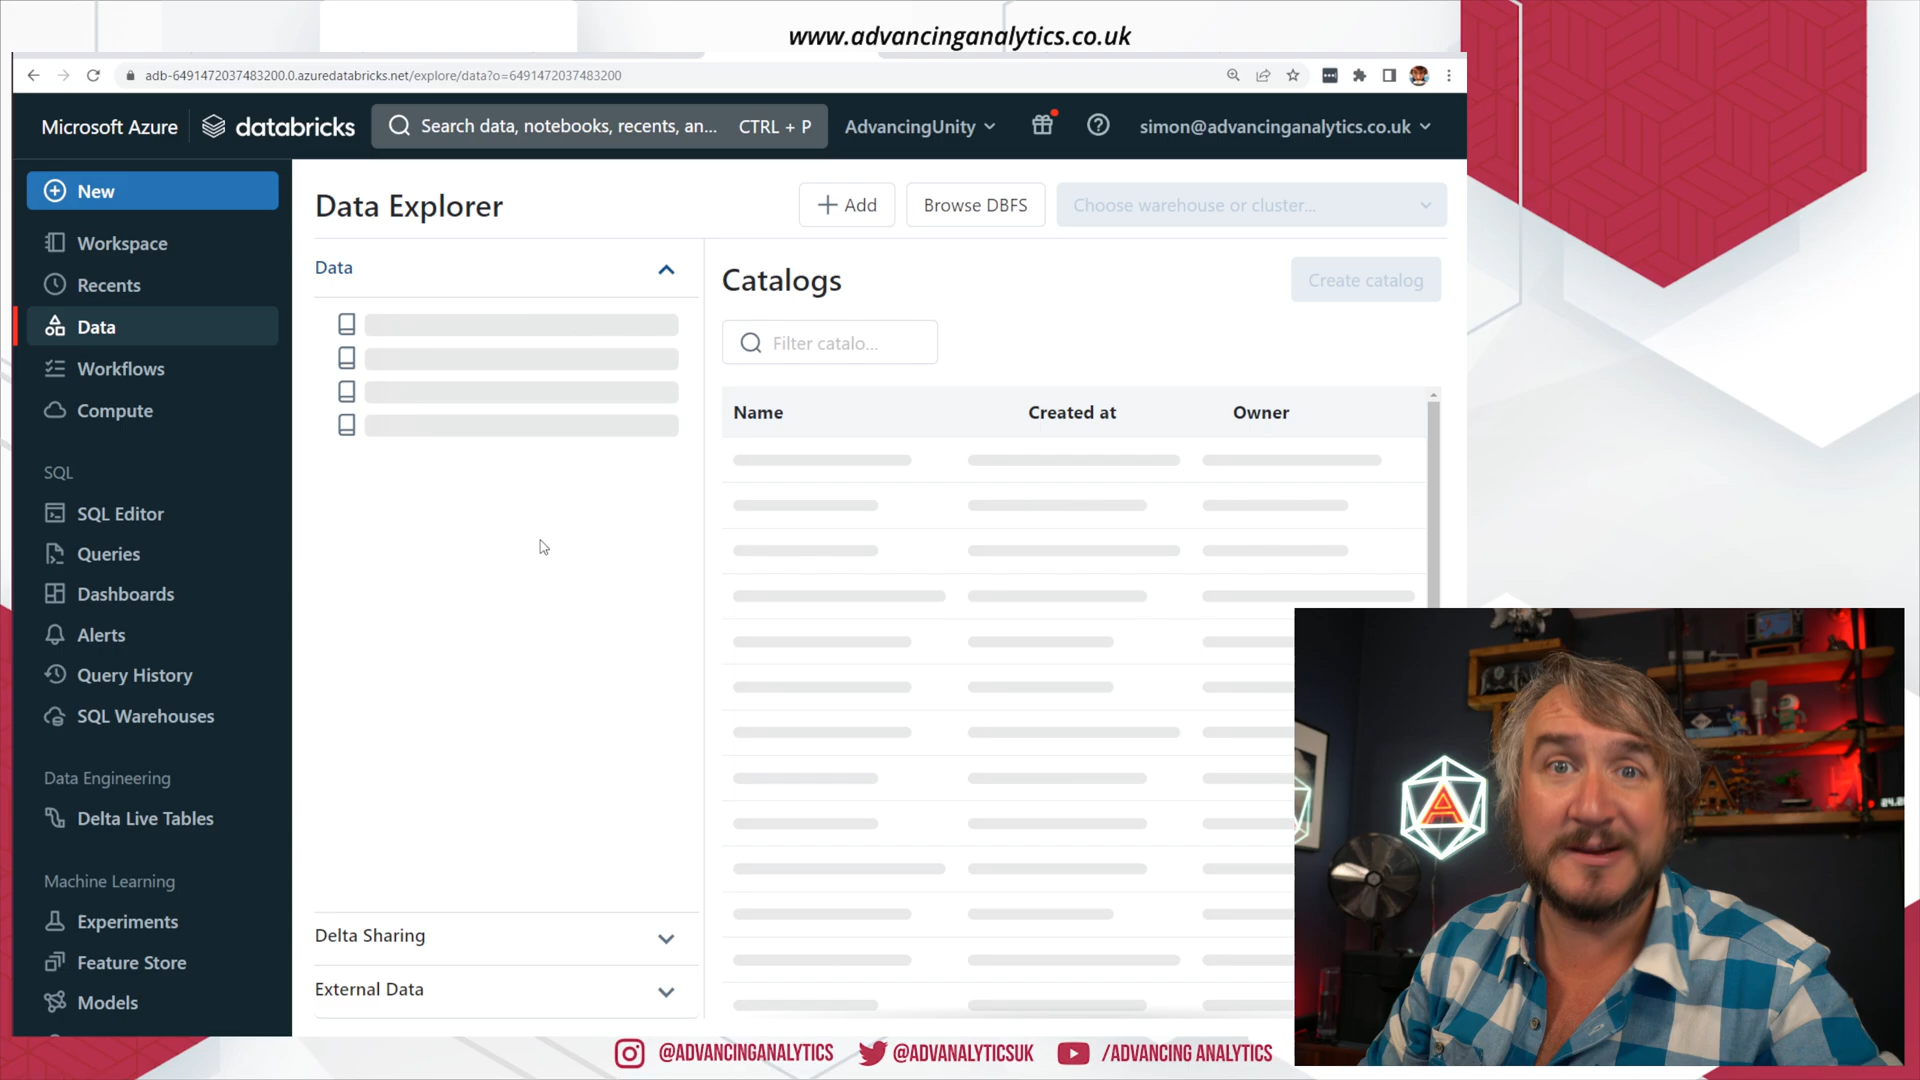 www.advancinganalytics.co.uk
adb-6491472037483200.0.azuredatabricks.net/explore/data?o=6491472037483200
Microsoft Azure
databricks
Search data, notebooks, recents, an...
CTRL + P
AdvancingUnity
simon@advancinganalytics.co.uk
New
Workspace
Recents
Data
Workflows
Compute
SQL
SQL Editor
Queries
Dashboards
Alerts
Query History
SQL Warehouses
Data Engineering
Delta Live Tables
Machine Learning
Experiments
Feature Store
Models
Data Explorer
Add
Browse DBFS
Choose warehouse or cluster...
Data
Delta Sharing
External Data
Catalogs
Create catalog
Filter catalo...
Name
Created at
Owner
A
@ADVANCINGANALYTICS
@ADVANALYTICSUK
/ADVANCING ANALYTICS